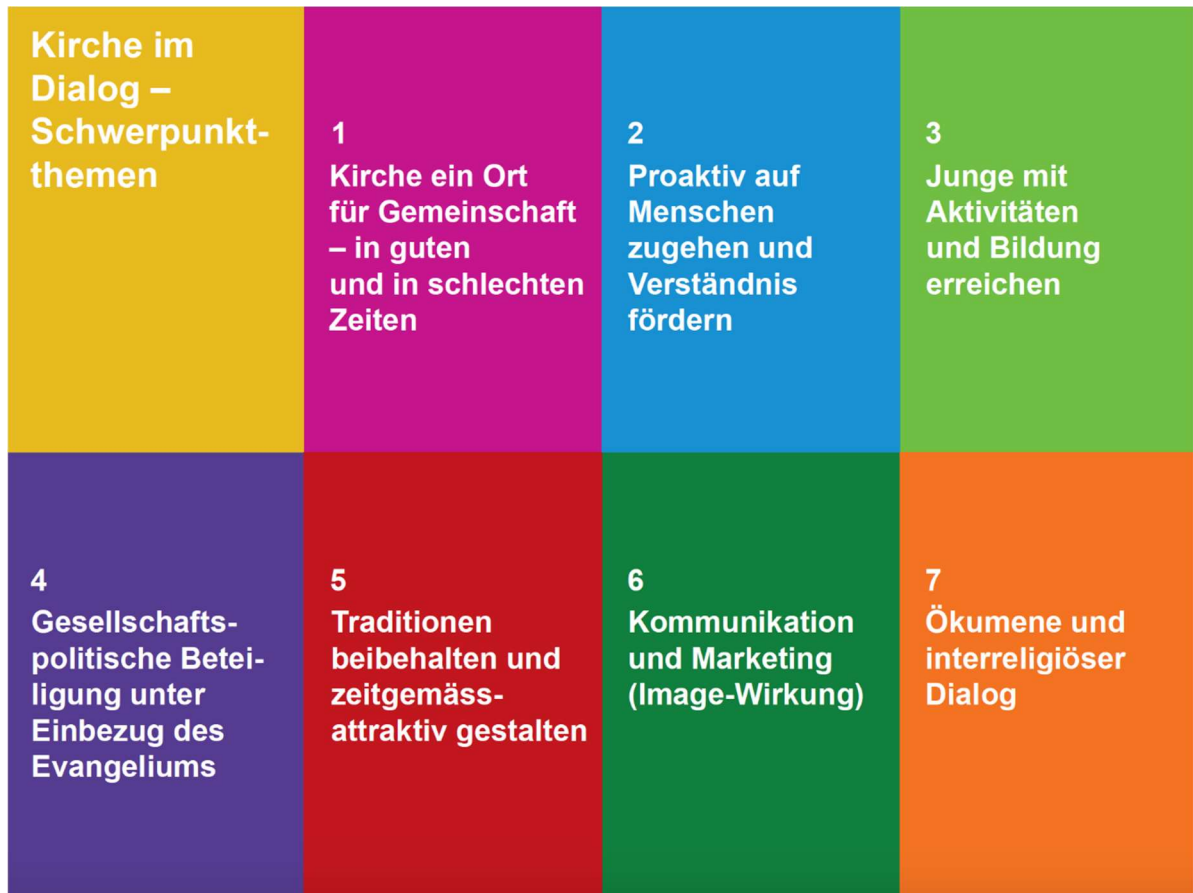 Kirche im
Dialog –
Schwerpunkt-
themen
1
Kirche ein Ort
für Gemeinschaft
– in guten
und in schlechten
Zeiten
2
Proaktiv auf
Menschen
zugehen und
Verständnis
fördern
3
Junge mit
Aktivitäten
und Bildung
erreichen
4
Gesellschafts-
politische Betei-
ligung unter
Einbezug des
Evangeliums
5
Traditionen
beibehalten und
zeitgemäss-
attraktiv gestalten
6
Kommunikation
und Marketing
(Image-Wirkung)
7
Ökumene und
interreligiöser
Dialog